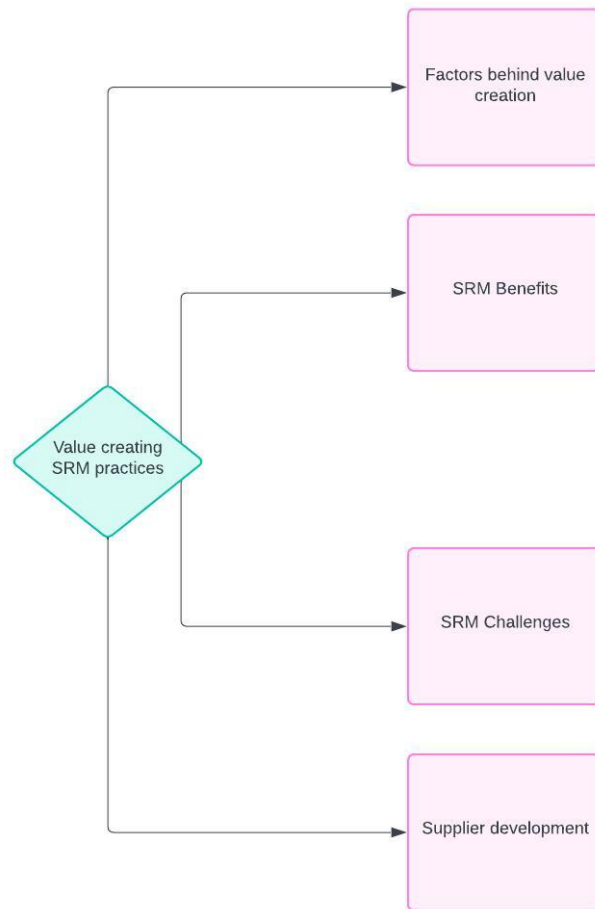 Factors behind value
creation
SRM Benefits
Value creating
SRM practices
SRM Challenges
Supplier development